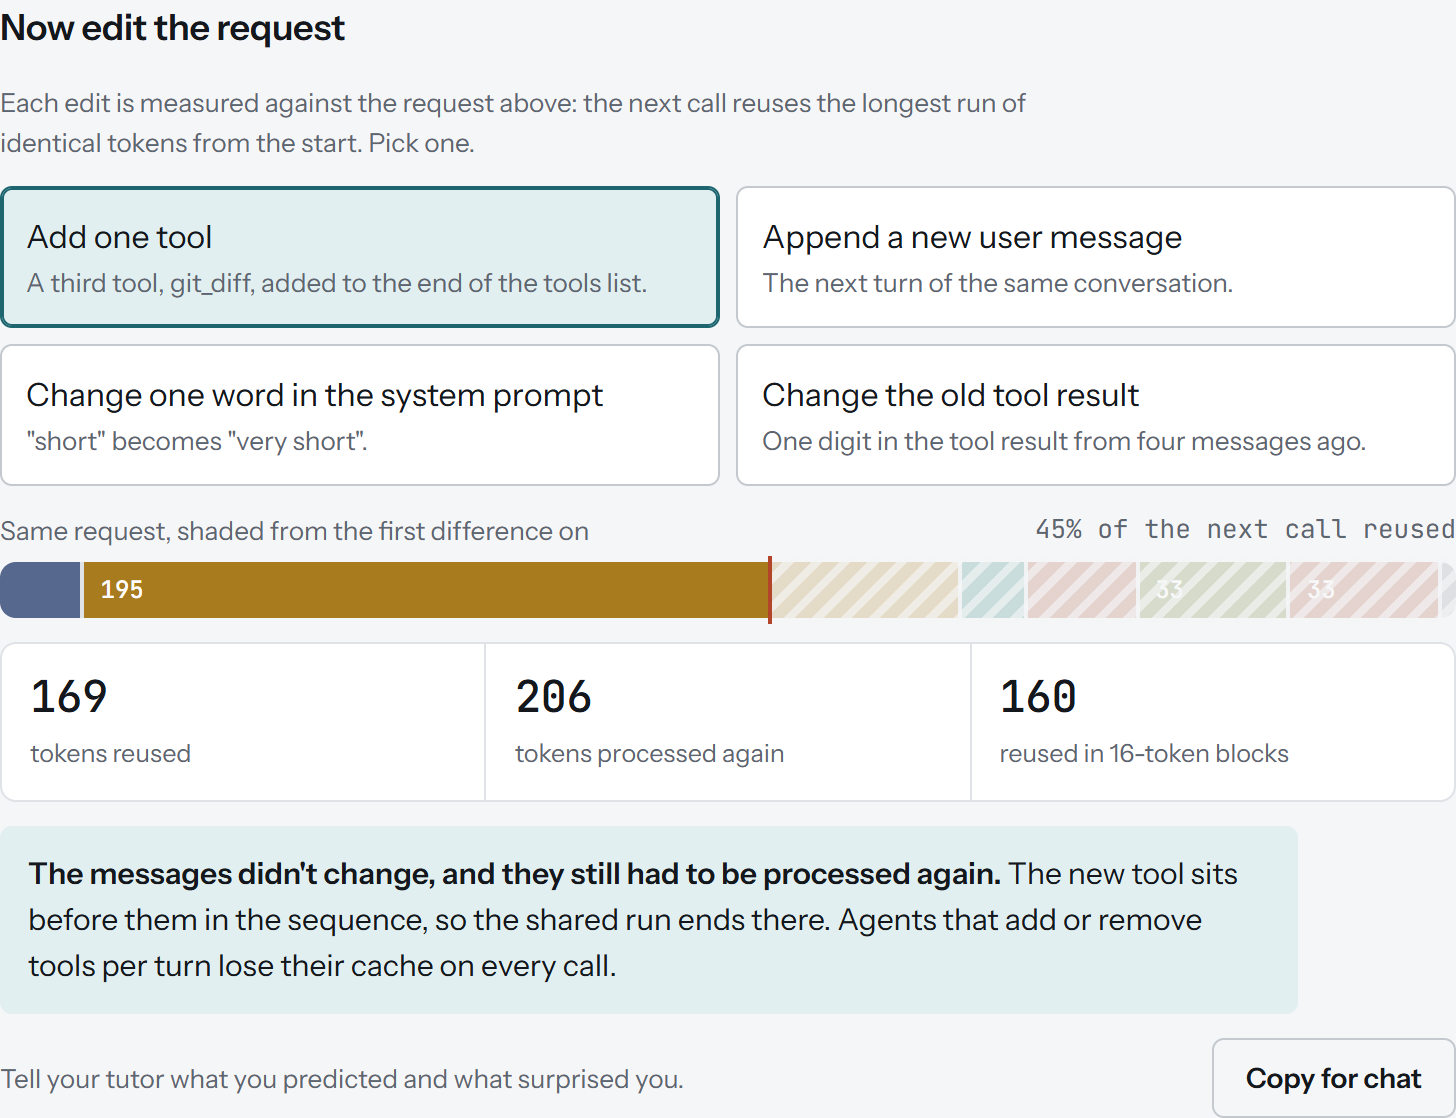 Now edit the request
Each edit is measured against the request above: the next call reuses the longest run of
identical tokens from the start. Pick one.
Add one tool
A third tool, git_diff, added to the end of the tools list.
Append a new user message
The next turn of the same conversation.
Change one word in the system prompt
"short" becomes "very short".
Change the old tool result
One digit in the tool result from four messages ago.
Same request, shaded from the first difference on
45% of the next call reused
195
33
33
169
tokens reused
206
tokens processed again
160
reused in 16-token blocks
The messages didn't change, and they still had to be processed again. The new tool sits
before them in the sequence, so the shared run ends there. Agents that add or remove
tools per turn lose their cache on every call.
Tell your tutor what you predicted and what surprised you.
Copy for chat